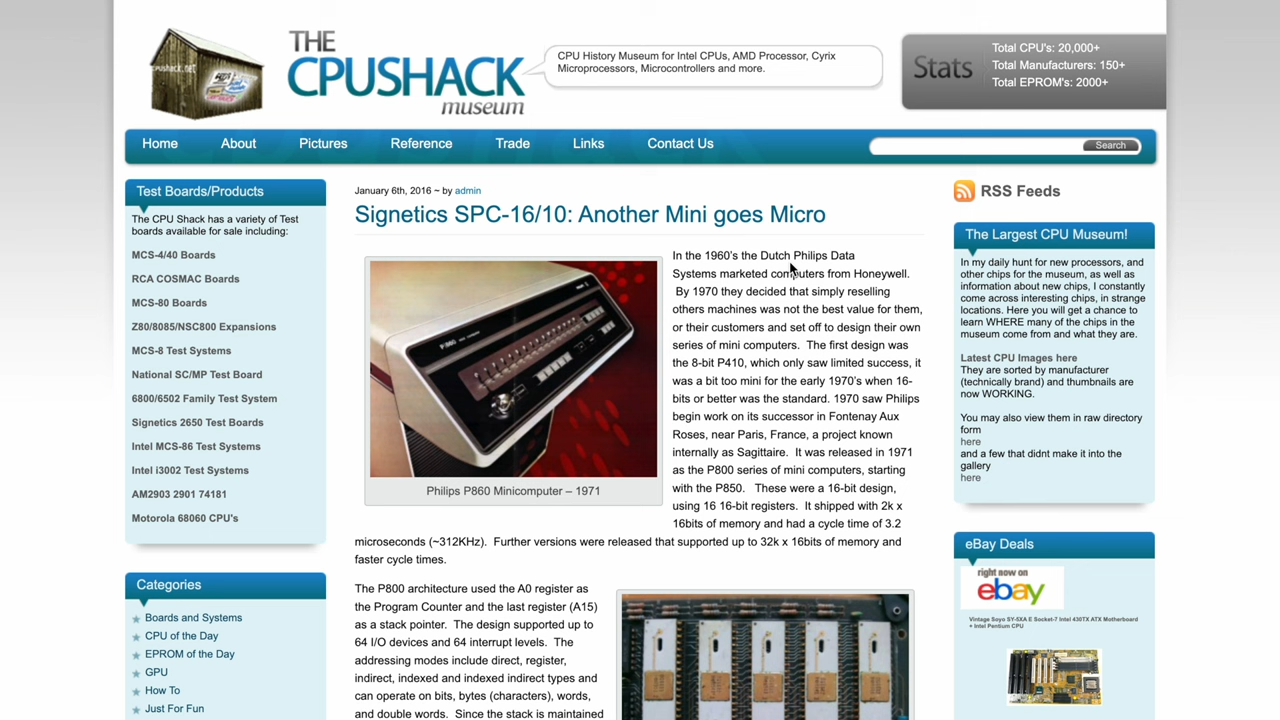 THE
CPUSHACK
museum
cpushack.net
CPU History Museum for Intel CPUs, AMD Processor, Cyrix
Microprocessors, Microcontrollers and more.
Stats
Total CPU's: 20,000+
Total Manufacturers: 150+
Total EPROM's: 2000+
Home About Pictures Reference Trade Links Contact Us Search
Test Boards/Products
The CPU Shack has a variety of Test
boards available for sale including:
MCS-4/40 Boards
RCA COSMAC Boards
MCS-80 Boards
Z80/8085/NSC800 Expansions
MCS-8 Test Systems
National SC/MP Test Board
6800/6502 Family Test System
Signetics 2650 Test Boards
Intel MCS-86 Test Systems
Intel i3002 Test Systems
AM2903 2901 74181
Motorola 68060 CPU's
Categories
Boards and Systems
CPU of the Day
EPROM of the Day
GPU
How To
Just For Fun
January 6th, 2016 ~ by admin
Signetics SPC-16/10: Another Mini goes Micro
P860
Philips P860 Minicomputer – 1971
In the 1960's the Dutch Philips Data
Systems marketed computers from Honeywell.
By 1970 they decided that simply reselling
others machines was not the best value for them,
or their customers and set off to design their own
series of mini computers. The first design was
the 8-bit P410, which only saw limited success, it
was a bit too mini for the early 1970's when 16-
bits or better was the standard. 1970 saw Philips
begin work on its successor in Fontenay Aux
Roses, near Paris, France, a project known
internally as Sagittaire. It was released in 1971
as the P800 series of mini computers, starting
with the P850. These were a 16-bit design,
using 16 16-bit registers. It shipped with 2k x
16bits of memory and had a cycle time of 3.2
microseconds (~312KHz). Further versions were released that supported up to 32k x 16bits of memory and
faster cycle times.
The P800 architecture used the A0 register as
the Program Counter and the last register (A15)
as a stack pointer. The design supported up to
64 I/O devices and 64 interrupt levels. The
addressing modes include direct, register,
indirect, indexed and indexed indirect types and
can operate on bits, bytes (characters), words,
and double words. Since the stack is maintained
RSS Feeds
The Largest CPU Museum!
In my daily hunt for new processors, and
other chips for the museum, as well as
information about new chips, I constantly
come across interesting chips, in strange
locations. Here you will get a chance to
learn WHERE many of the chips in the
museum come from and what they are.
Latest CPU Images here
They are sorted by manufacturer
(technically brand) and thumbnails are
now WORKING.
You may also view them in raw directory
form
here
and a few that didnt make it into the
gallery
here
eBay Deals
right now on
ebay
Vintage Soyo SY-5XA E Socket-7 Intel 430TX ATX Motherboard
+ Intel Pentium CPU